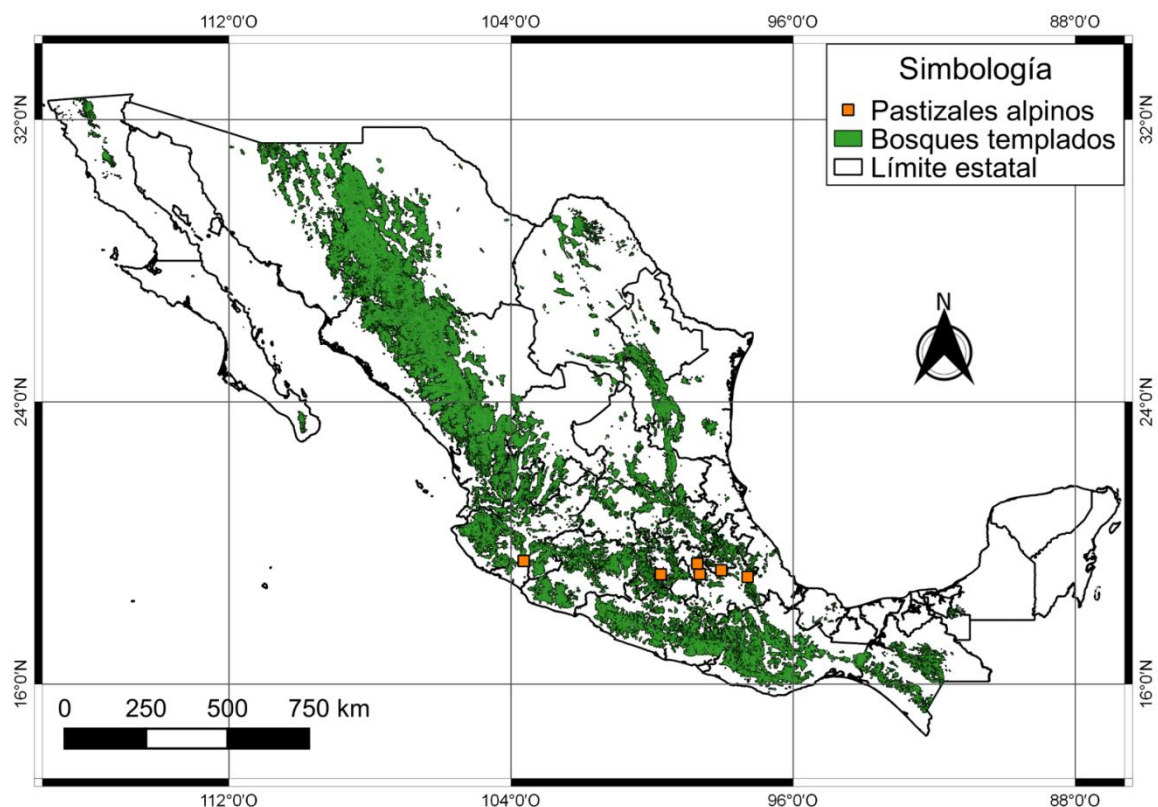 112°0'O 104°0'O 96°0'O 88°0'O
Simbología
Pastizales alpinos
Bosques templados
Límite estatal
32°0'N 32°0'N
N
24°0'N 24°0'N
16°0'N 16°0'N
0 250 500 750 km
112°0'O 104°0'O 96°0'O 88°0'O